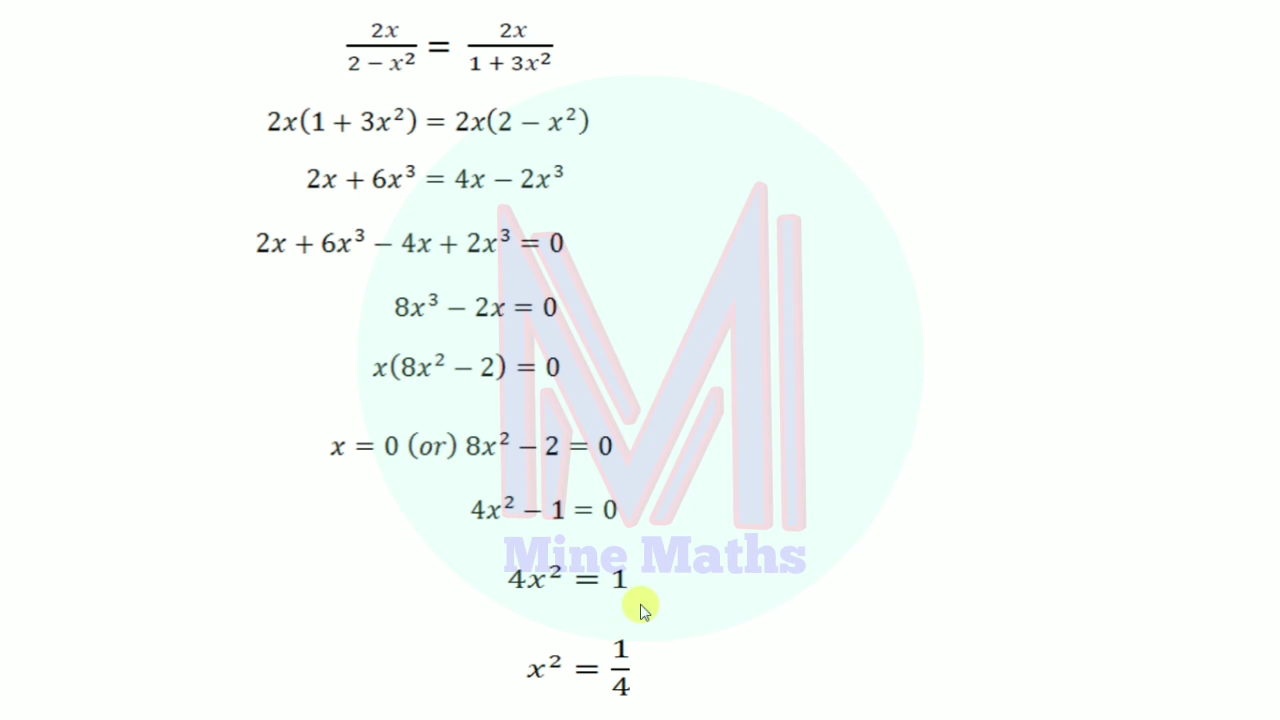 2x/(2 − x²) = 2x/(1 + 3x²)
2x(1 + 3x²) = 2x(2 − x²)
2x + 6x³ = 4x − 2x³
2x + 6x³ − 4x + 2x³ = 0
8x³ − 2x = 0
x(8x² − 2) = 0
x = 0 (or) 8x² − 2 = 0
4x² − 1 = 0
Mine Maths
4x² = 1
x² = 1/4